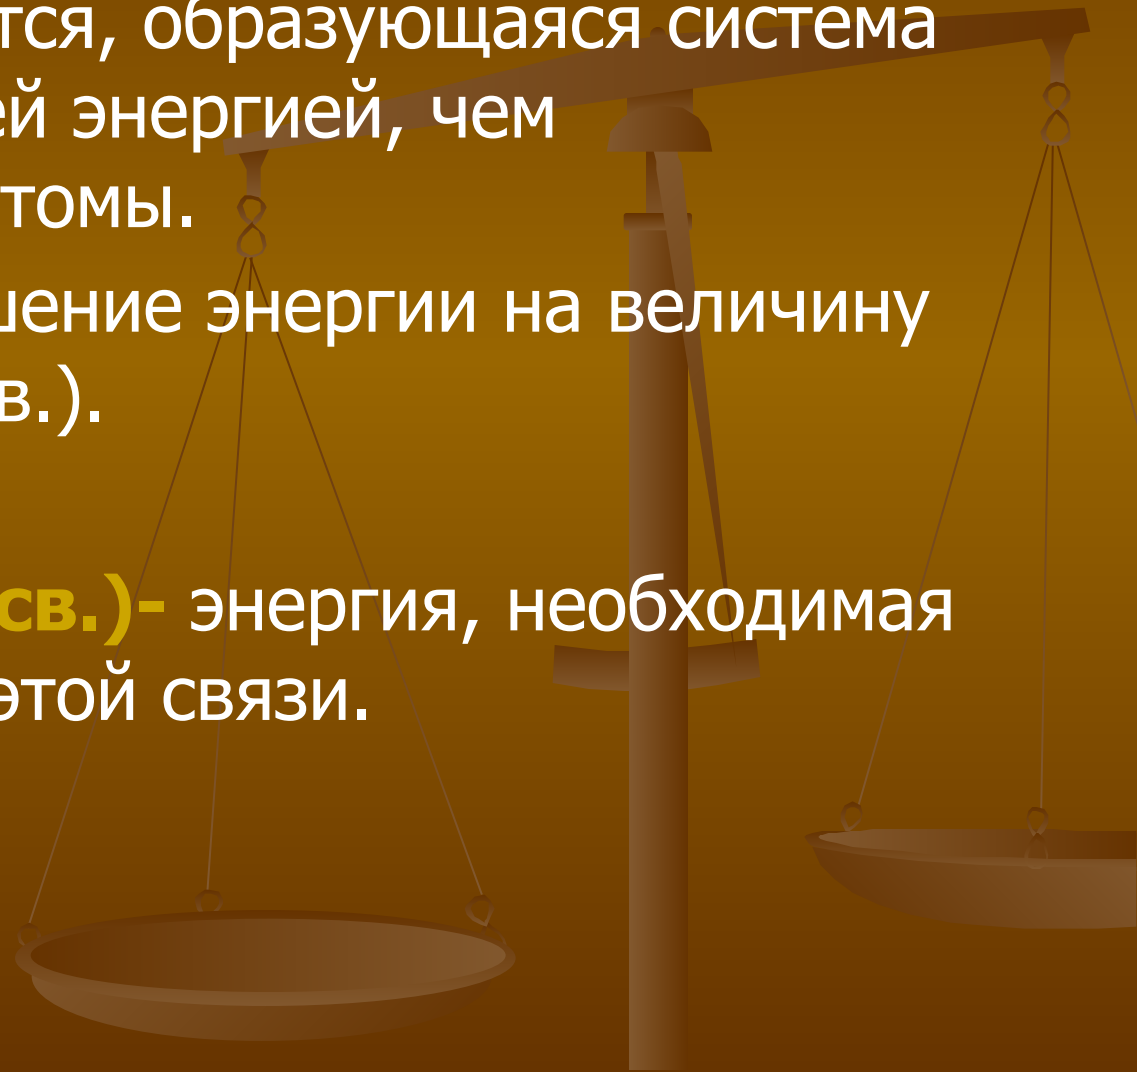 тся, образующаяся система
ей энергией, чем
томы.
шение энергии на величину
в.).
св.)- энергия, необходимая
этой связи.